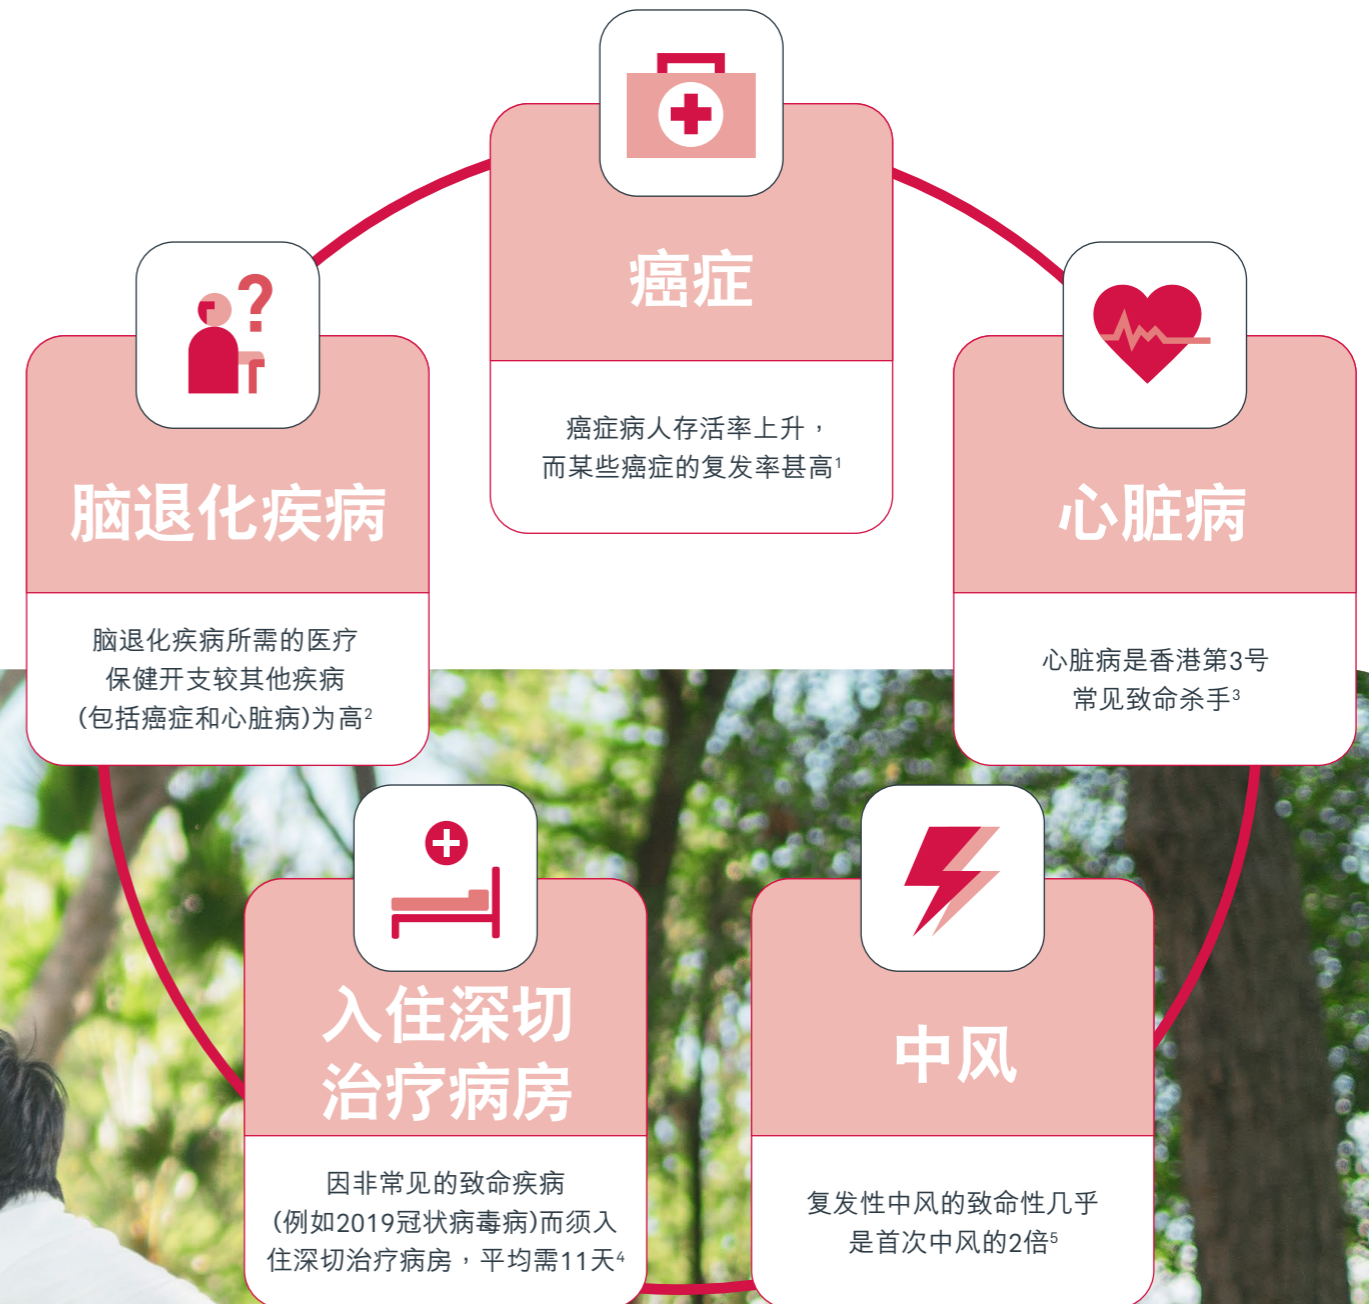 癌症
癌症病人存活率上升，
而某些癌症的复发率甚高1
脑退化疾病
脑退化疾病所需的医疗
保健开支较其他疾病
(包括癌症和心脏病)为高2
心脏病
心脏病是香港第3号
常见致命杀手3
入住深切
治疗病房
因非常见的致命疾病
(例如2019冠状病毒病)而须入
住深切治疗病房，平均需11天4
中风
复发性中风的致命性几乎
是首次中风的2倍5